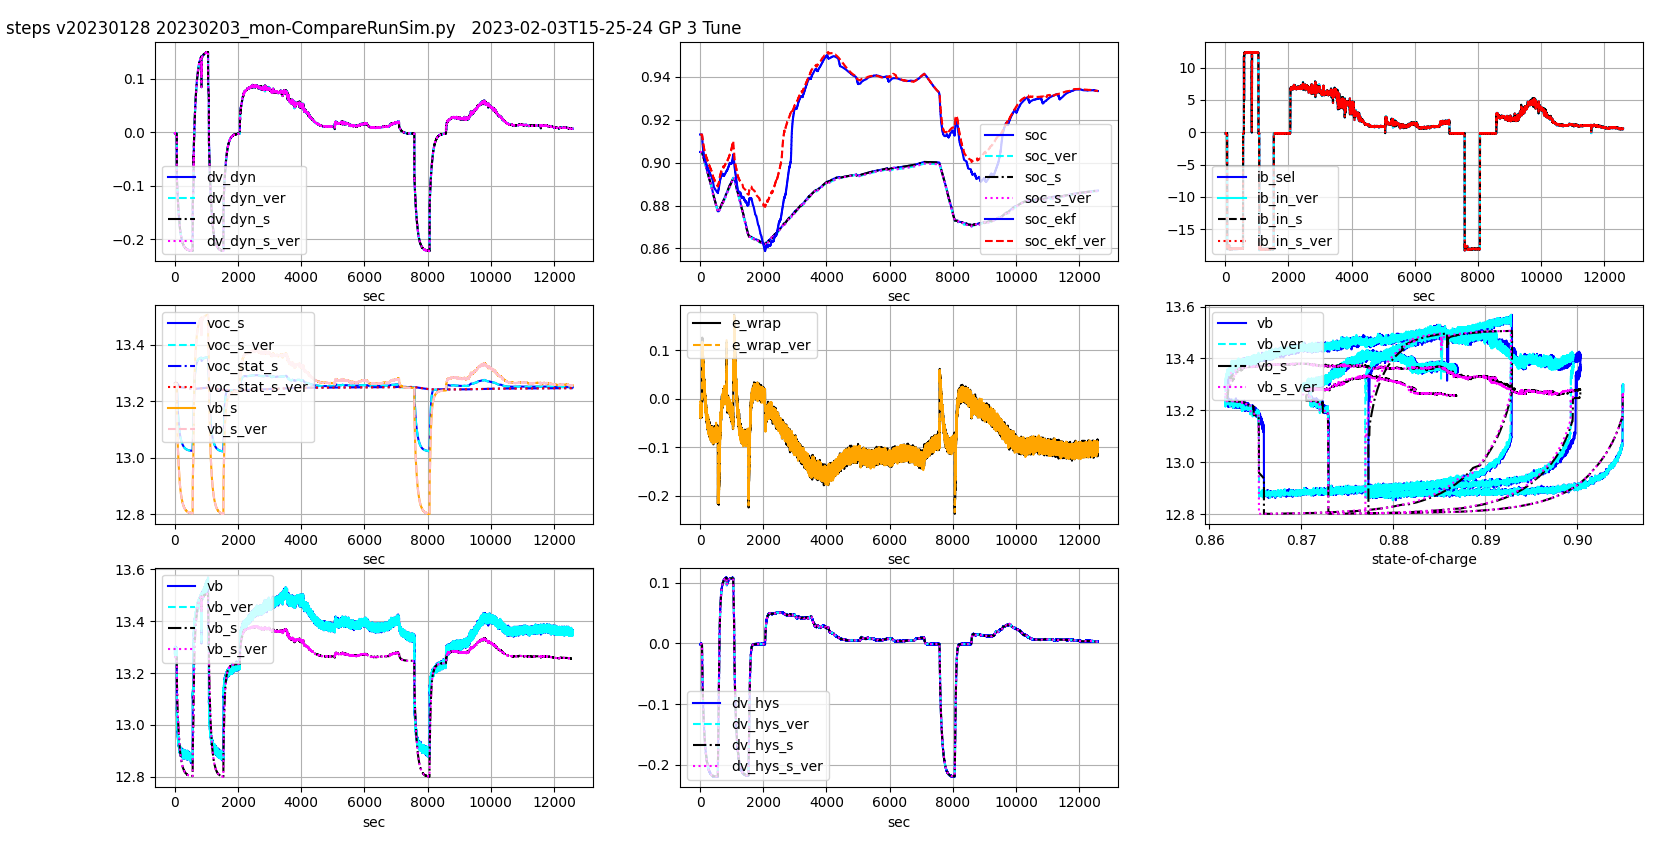 steps v20230128 20230203_mon-CompareRunSim.py   2023-02-03T15-25-24 GP 3 Tune
0.1
0.0
−0.1
−0.2
dv_dyn
dv_dyn_ver
dv_dyn_s
dv_dyn_s_ver
0 2000 4000 6000 8000 10000 12000
sec
0.94
0.92
0.90
0.88
0.86
soc
soc_ver
soc_s
soc_s_ver
soc_ekf
soc_ekf_ver
0 2000 4000 6000 8000 10000 12000
sec
10
5
0
−5
−10
−15
ib_sel
ib_in_ver
ib_in_s
ib_in_s_ver
0 2000 4000 6000 8000 10000 12000
sec
13.4
13.2
13.0
12.8
voc_s
voc_s_ver
voc_stat_s
voc_stat_s_ver
vb_s
vb_s_ver
0 2000 4000 6000 8000 10000 12000
sec
0.1
0.0
−0.1
−0.2
e_wrap
e_wrap_ver
0 2000 4000 6000 8000 10000 12000
sec
13.6
13.4
13.2
13.0
12.8
vb
vb_ver
vb_s
vb_s_ver
0.86 0.87 0.88 0.89 0.90
state-of-charge
13.6
13.4
13.2
13.0
12.8
vb
vb_ver
vb_s
vb_s_ver
0 2000 4000 6000 8000 10000 12000
sec
0.1
0.0
−0.1
−0.2
dv_hys
dv_hys_ver
dv_hys_s
dv_hys_s_ver
0 2000 4000 6000 8000 10000 12000
sec